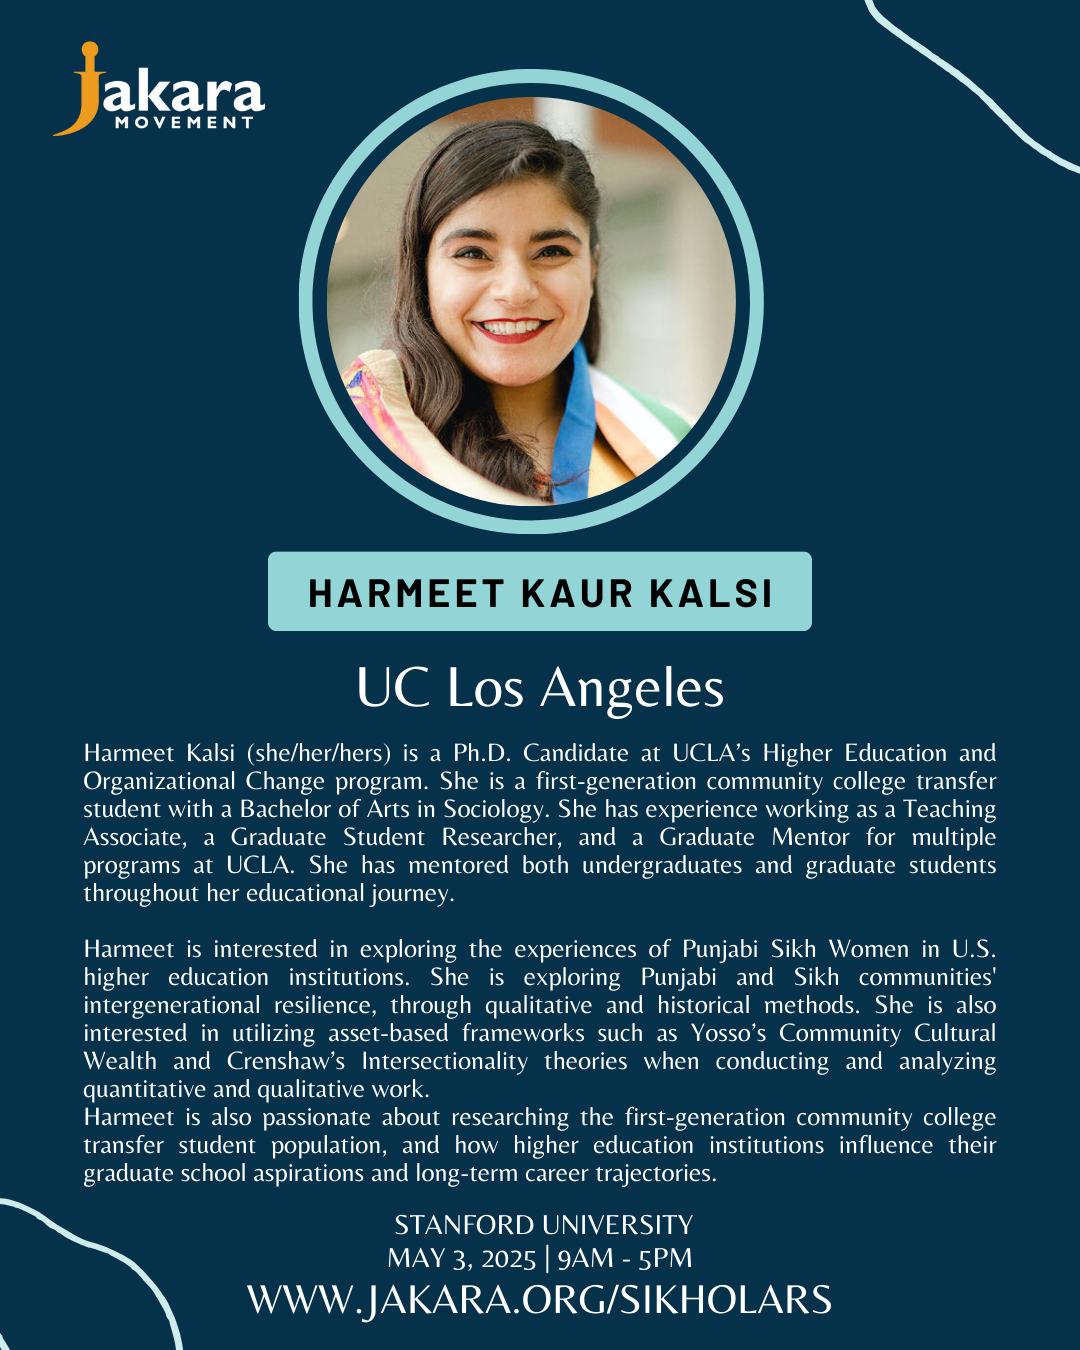 Jakara
MOVEMENT
HARMEET KAUR KALSI
UC Los Angeles
Harmeet Kalsi (she/her/hers) is a Ph.D. Candidate at UCLA’s Higher Education and
Organizational Change program. She is a first-generation community college transfer
student with a Bachelor of Arts in Sociology. She has experience working as a Teaching
Associate, a Graduate Student Researcher, and a Graduate Mentor for multiple
programs at UCLA. She has mentored both undergraduates and graduate students
throughout her educational journey.
Harmeet is interested in exploring the experiences of Punjabi Sikh Women in U.S.
higher education institutions. She is exploring Punjabi and Sikh communities'
intergenerational resilience, through qualitative and historical methods. She is also
interested in utilizing asset-based frameworks such as Yosso’s Community Cultural
Wealth and Crenshaw’s Intersectionality theories when conducting and analyzing
quantitative and qualitative work.
Harmeet is also passionate about researching the first-generation community college
transfer student population, and how higher education institutions influence their
graduate school aspirations and long-term career trajectories.
STANFORD UNIVERSITY
MAY 3, 2025 | 9AM - 5PM
WWW.JAKARA.ORG/SIKHOLARS